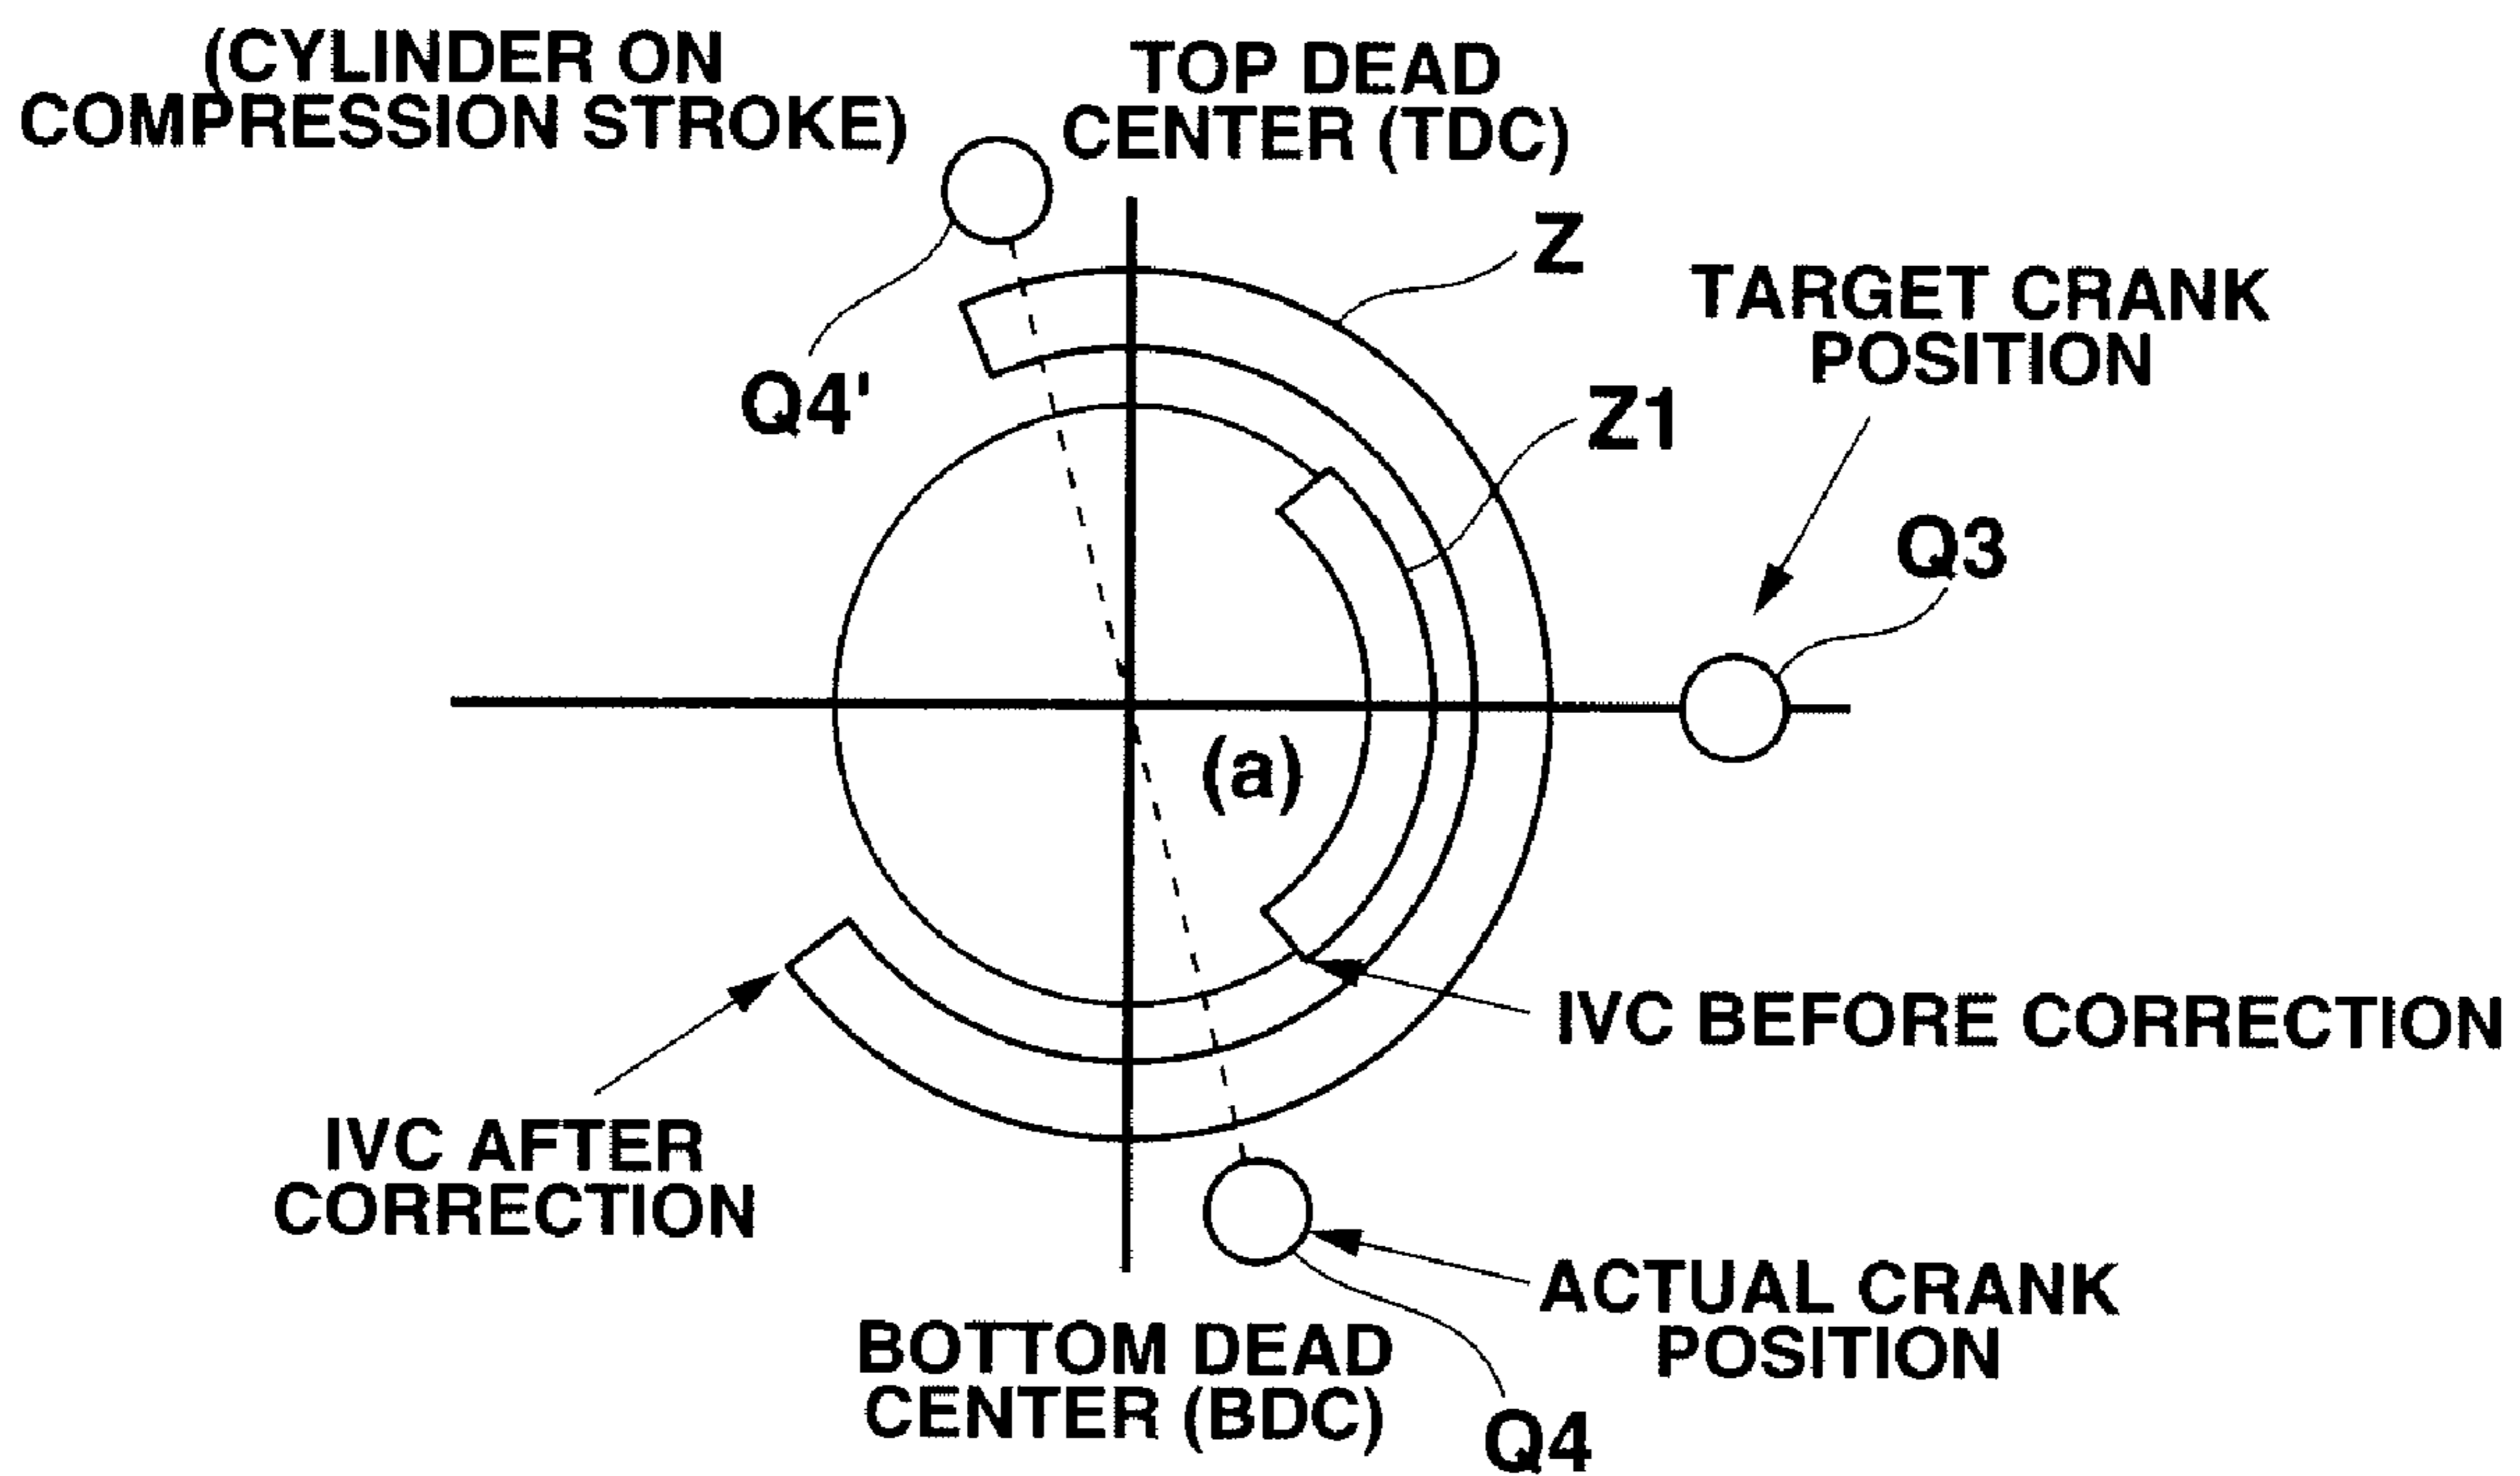 (CYLINDER ON
COMPRESSION STROKE)
TOP DEAD
CENTER (TDC)
Z
TARGET CRANK
POSITION
Q4'
Z1
Q3
(a)
IVC BEFORE CORRECTION
IVC AFTER
CORRECTION
ACTUAL CRANK
POSITION
BOTTOM DEAD
CENTER (BDC)
Q4